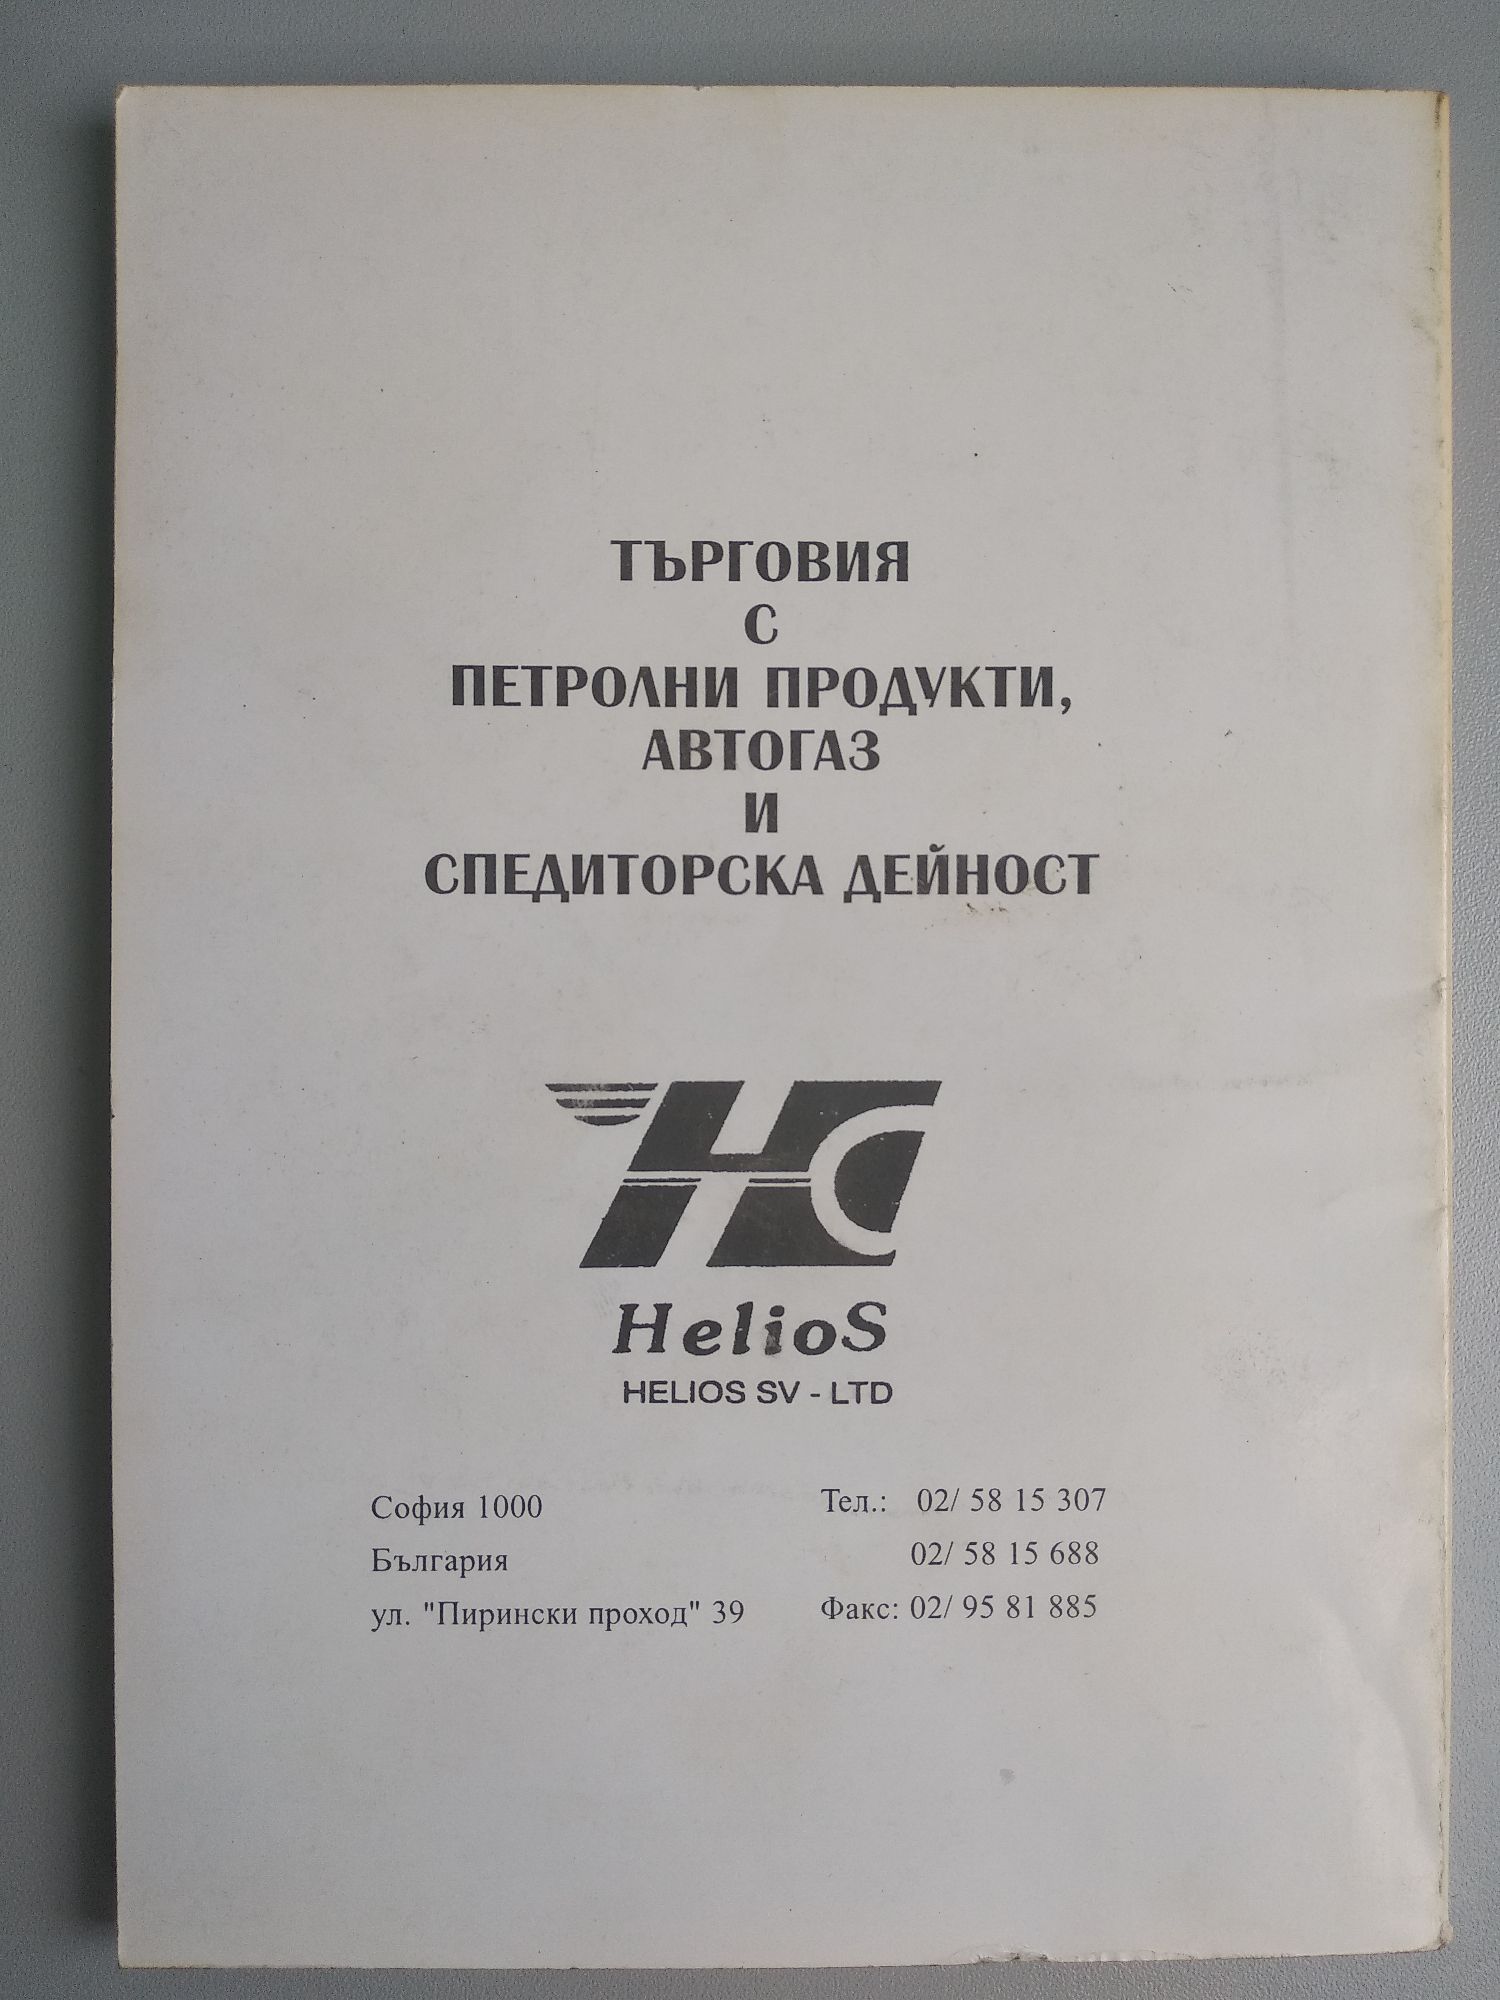 ТЪРГОВИЯ
С
ПЕТРОЛНИ ПРОДУКТИ,
АВТОГАЗ
И
СПЕДИТОРСКА ДЕЙНОСТ
HC
HelioS
HELIOS SV - LTD
София 1000
България
ул. "Пирински проход" 39
Тел.: 02/ 58 15 307
02/ 58 15 688
Факс: 02/ 95 81 885